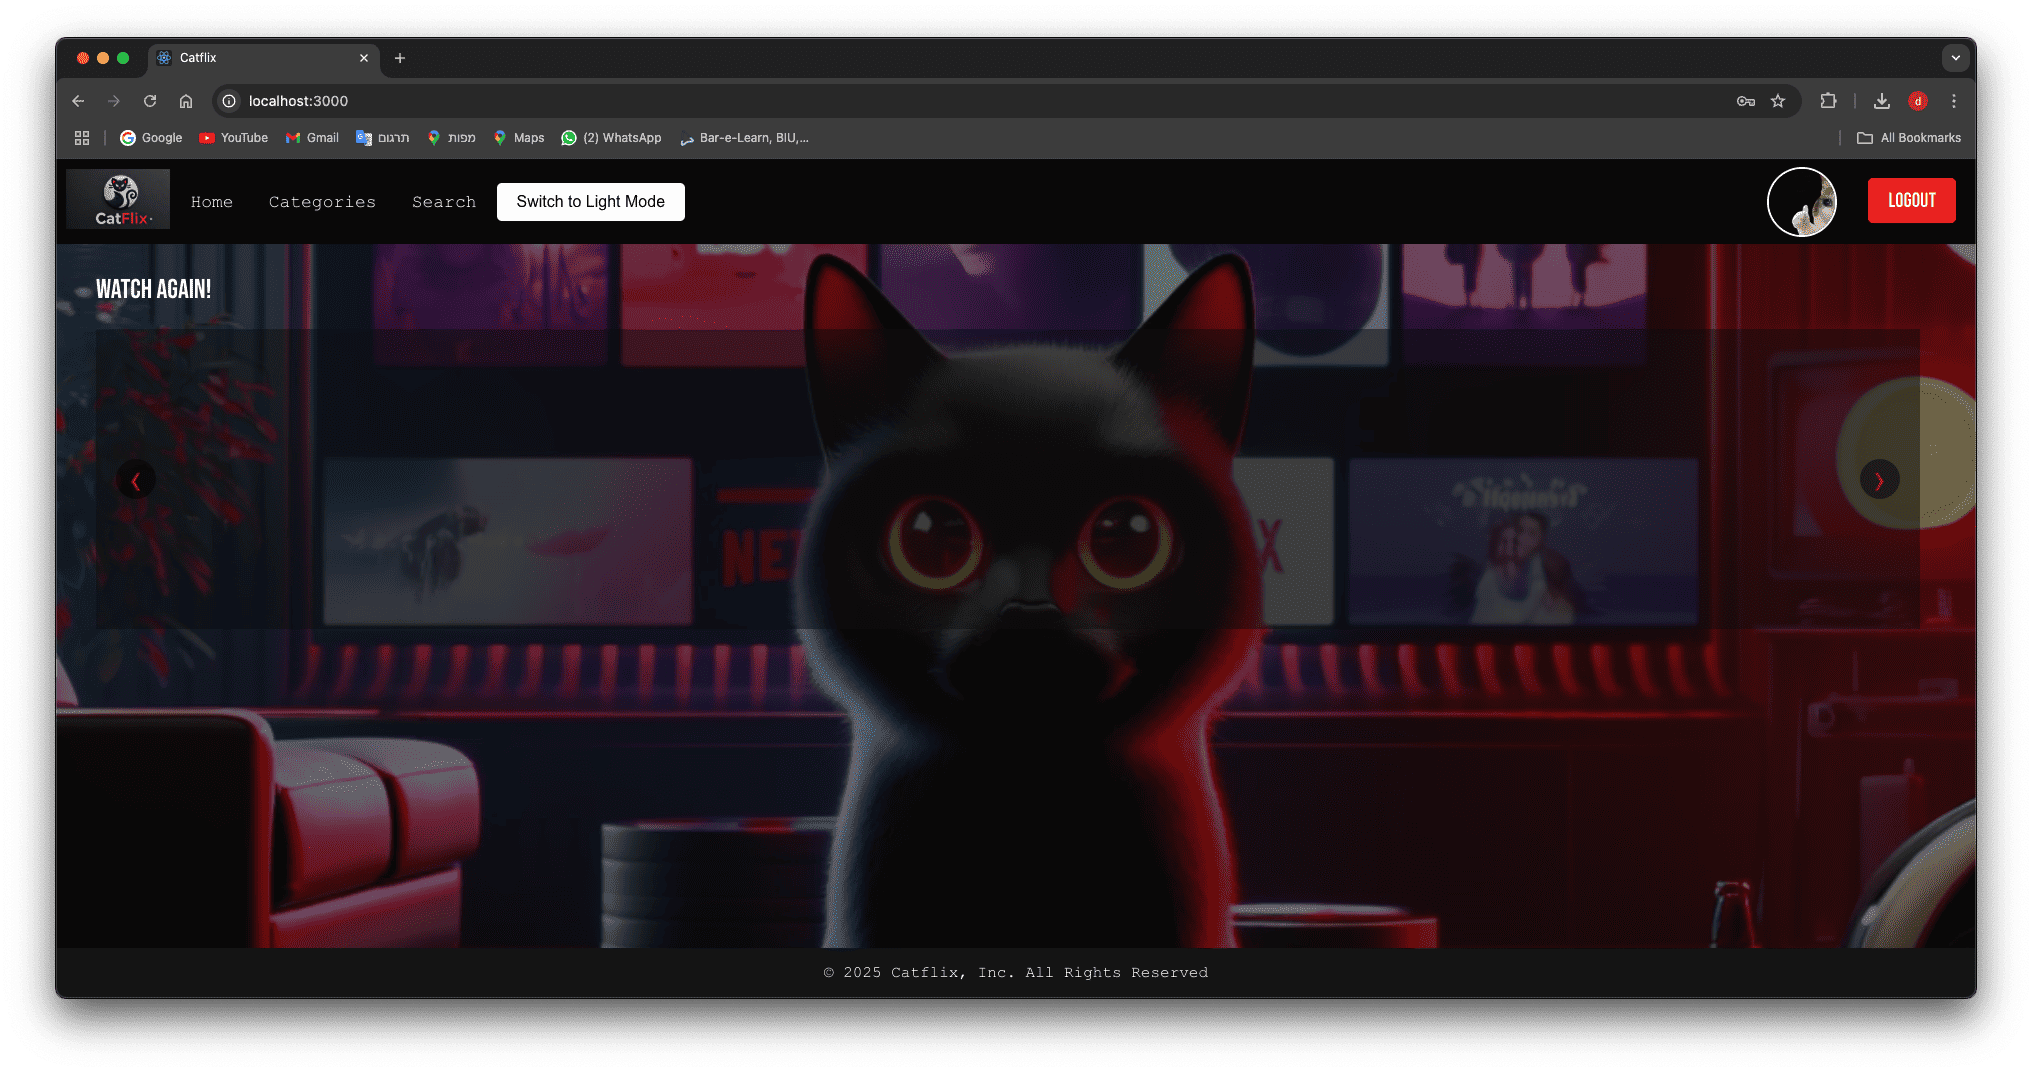 Catflix
localhost:3000
d
Google YouTube Gmail תרגום מפות Maps (2) WhatsApp Bar-e-Learn, BIU,... All Bookmarks
CatFlix
Home Categories Search Switch to Light Mode LOGOUT
WATCH AGAIN!
© 2025 Catflix, Inc. All Rights Reserved